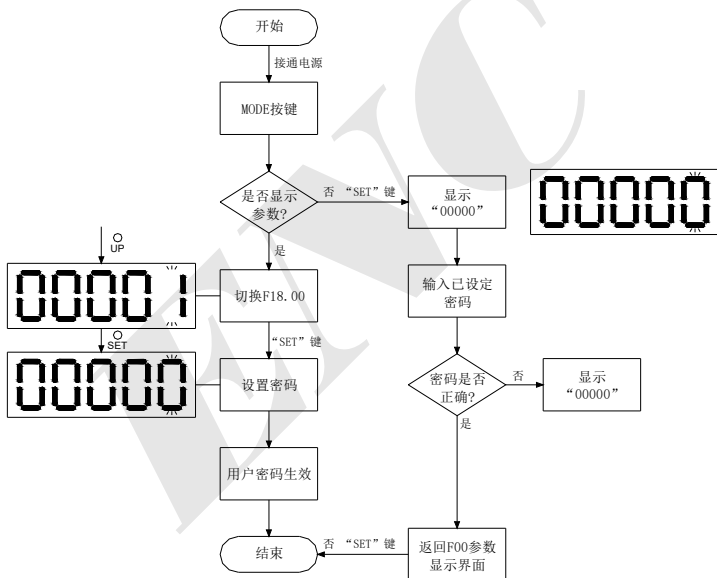 开始
接通电源
MODE按键
是否显示
参数?
否 “SET”键
显示
“00000”
00000
是
UP
00001
切换F18.00
输入已设定
密码
SET
“SET”键
00000
设置密码
密码是否
正确?
否
显示
“00000”
是
用户密码生效
结束
否 “SET”键
返回F00参数
显示界面
ENC